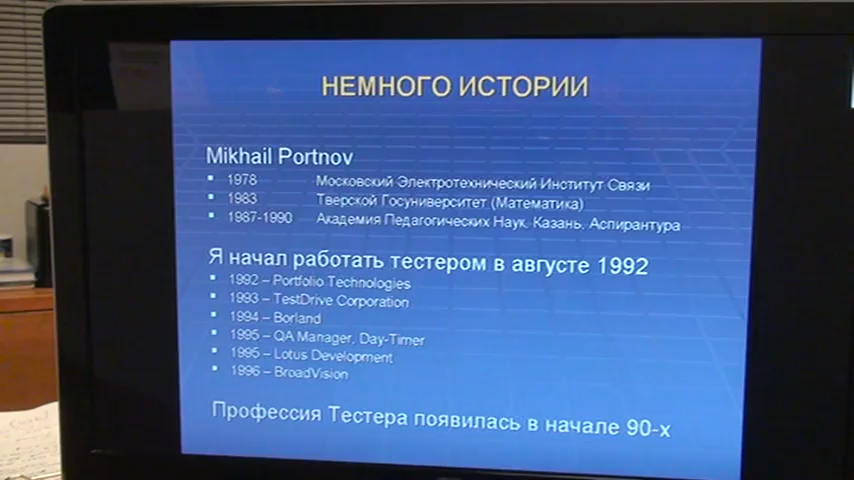 НЕМНОГО ИСТОРИИ
Mikhail Portnov
▪ 1978 Московский Электротехнический Институт Связи
▪ 1983 Тверской Госуниверситет (Математика)
▪ 1987-1990 Академия Педагогических Наук, Казань, Аспирантура
Я начал работать тестером в августе 1992
▪ 1992 – Portfolio Technologies
▪ 1993 – TestDrive Corporation
▪ 1994 – Borland
▪ 1995 – QA Manager, Day-Timer
▪ 1995 – Lotus Development
▪ 1996 – BroadVision
Профессия Тестера появилась в начале 90-х